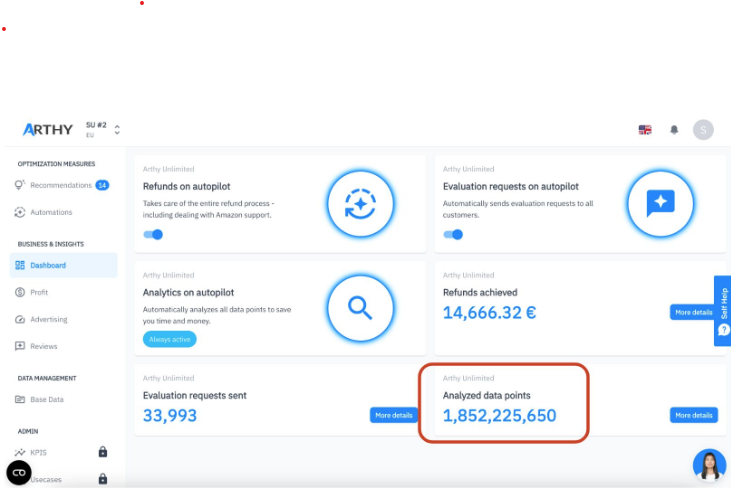 ARTHY
SU #2
EU
S
OPTIMIZATION MEASURES
Recommendations 14
Automations
BUSINESS & INSIGHTS
Dashboard
Profit
Advertising
Reviews
DATA MANAGEMENT
Base Data
ADMIN
KPIS
Usecases
Arthy Unlimited
Refunds on autopilot
Takes care of the entire refund process -
including dealing with Amazon support.
Arthy Unlimited
Evaluation requests on autopilot
Automatically sends evaluation requests to all
customers.
Arthy Unlimited
Analytics on autopilot
Automatically analyzes all data points to save
you time and money.
Always active
Arthy Unlimited
Refunds achieved
14,666.32 €
More details
Self Help
?
Arthy Unlimited
Evaluation requests sent
33,993
More details
Arthy Unlimited
Analyzed data points
1,852,225,650
More details